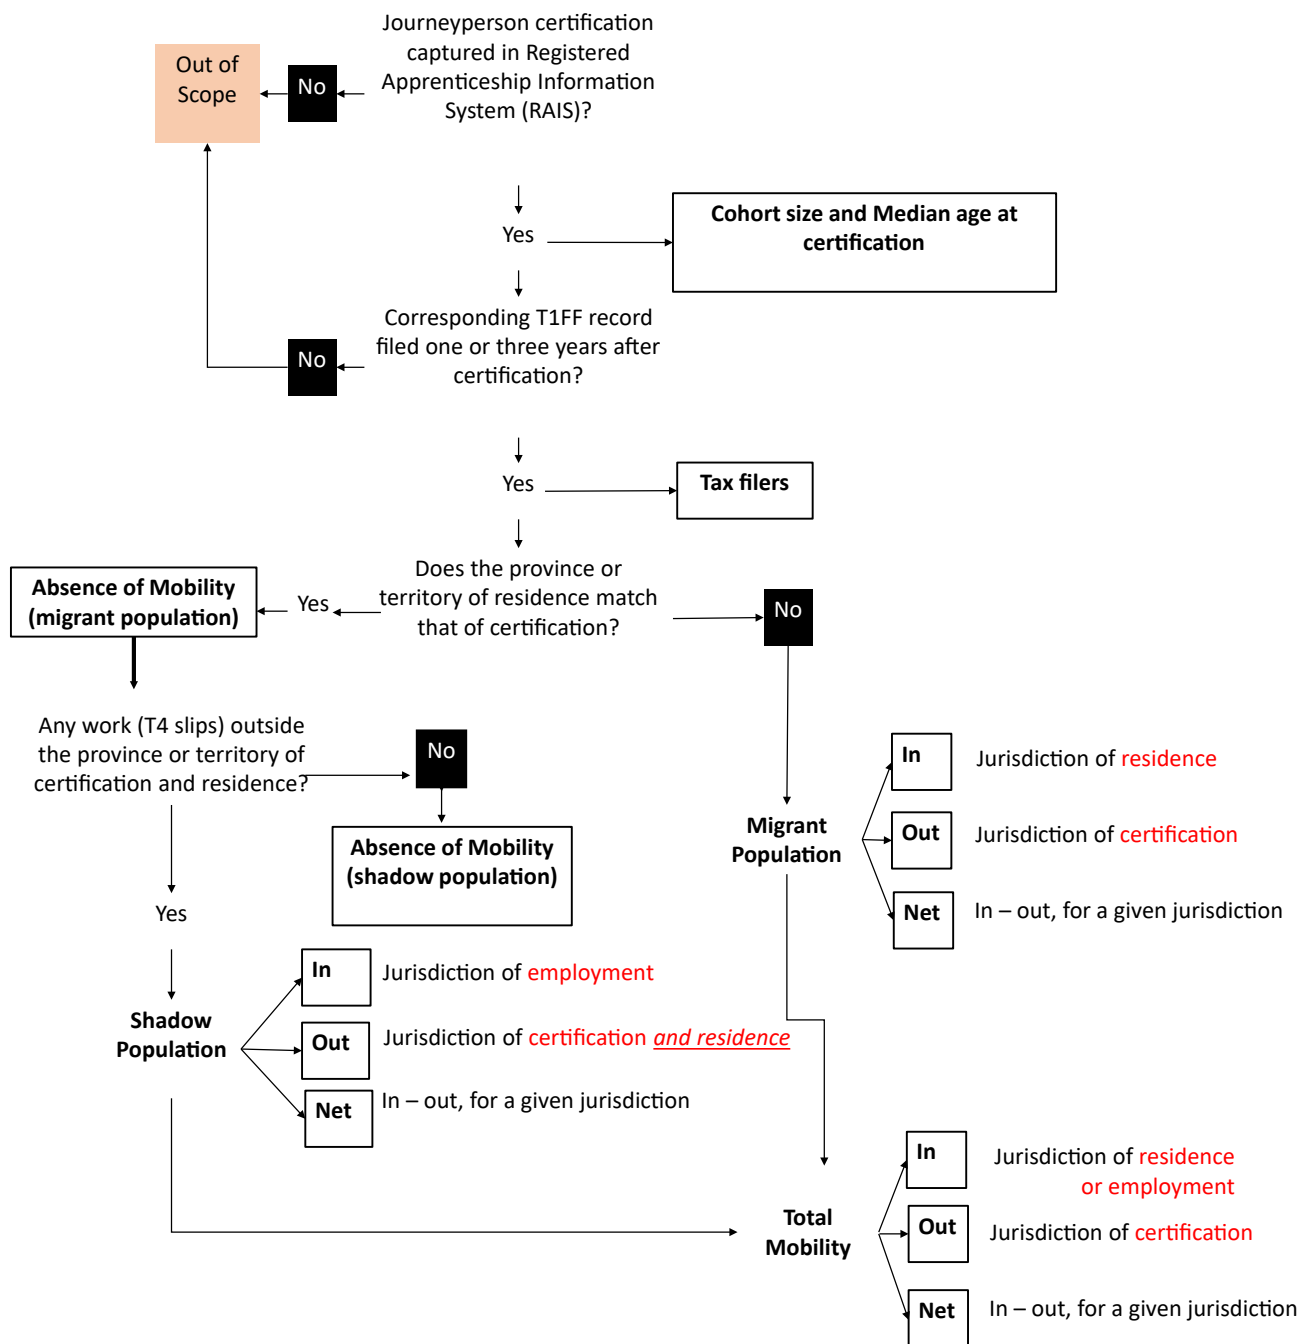 Journeyperson certification
captured in Registered
Apprenticeship Information
System (RAIS)?
No
Out of
Scope
Yes
Cohort size and Median age at
certification
Corresponding T1FF record
filed one or three years after
certification?
No
Yes
Tax filers
Does the province or
territory of residence match
that of certification?
Yes
Absence of Mobility
(migrant population)
No
Any work (T4 slips) outside
the province or territory of
certification and residence?
No
Absence of Mobility
(shadow population)
Yes
Migrant
Population
In
Jurisdiction of residence
Out
Jurisdiction of certification
Net
In – out, for a given jurisdiction
Shadow
Population
In
Jurisdiction of employment
Out
Jurisdiction of certification and residence
Net
In – out, for a given jurisdiction
Total
Mobility
In
Jurisdiction of residence
or employment
Out
Jurisdiction of certification
Net
In – out, for a given jurisdiction